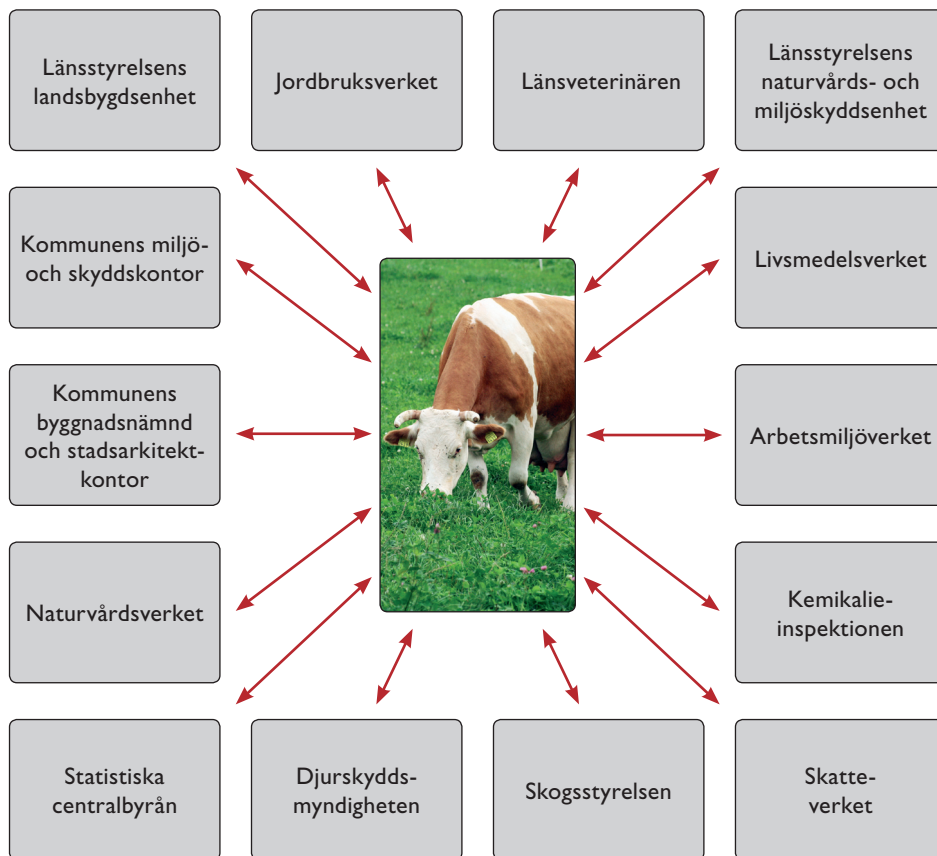 Länsstyrelsens
landsbygdsenhet
Jordbruksverket
Länsveterinären
Länsstyrelsens
naturvårds- och
miljöskyddsenhet
Kommunens miljö-
och skyddskontor
Livsmedelsverket
Kommunens
byggnadsnämnd
och stadsarkitekt-
kontor
Arbetsmiljöverket
Naturvårdsverket
Kemikalie-
inspektionen
Statistiska
centralbyrån
Djurskydds-
myndigheten
Skogsstyrelsen
Skatte-
verket